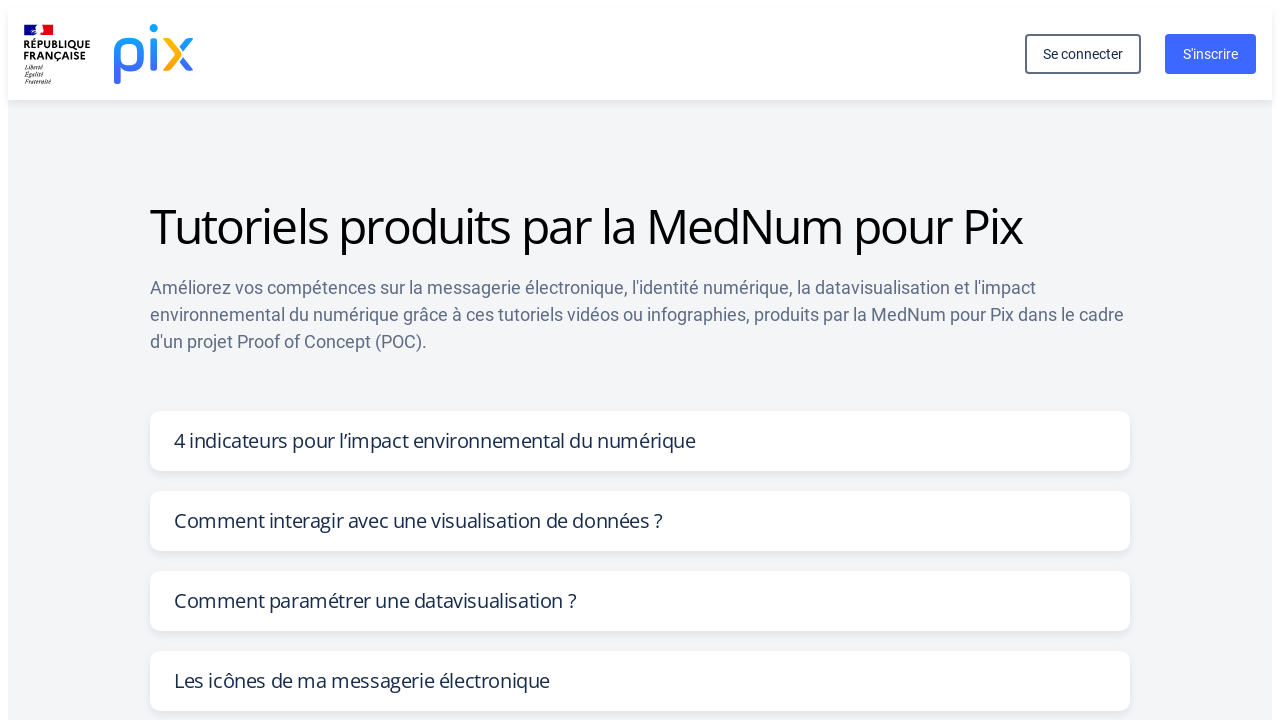 RÉPUBLIQUE
FRANÇAISE
Liberté
Égalité
Fraternité
pix
Se connecter
S'inscrire
Tutoriels produits par la MedNum pour Pix
Améliorez vos compétences sur la messagerie électronique, l'identité numérique, la datavisualisation et l'impact
environnemental du numérique grâce à ces tutoriels vidéos ou infographies, produits par la MedNum pour Pix dans le cadre
d'un projet Proof of Concept (POC).
4 indicateurs pour l’impact environnemental du numérique
Comment interagir avec une visualisation de données ?
Comment paramétrer une datavisualisation ?
Les icônes de ma messagerie électronique